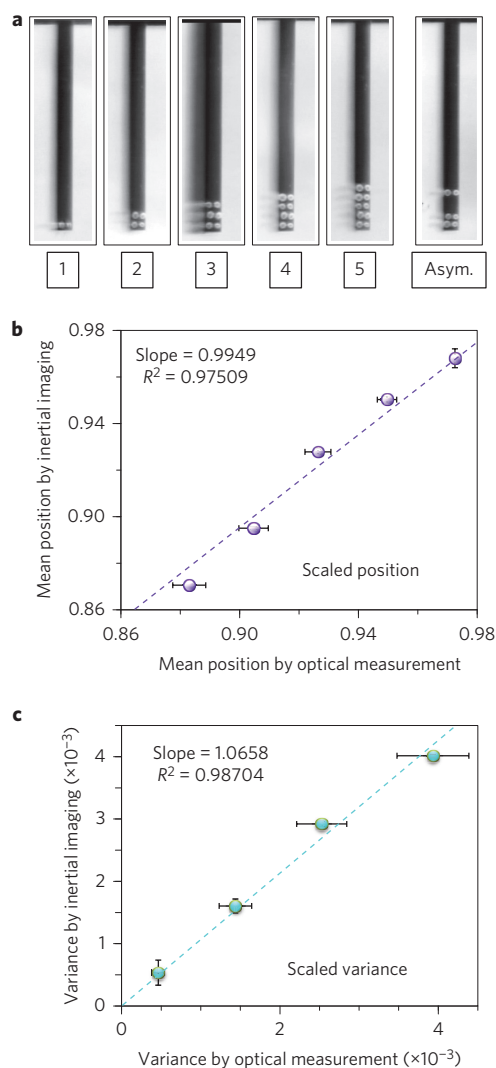 a
1 2 3 4 5 Asym.
b
0.98
0.94
0.90
0.86
Mean position by inertial imaging
Slope = 0.9949
R² = 0.97509
Scaled position
0.86 0.90 0.94 0.98
Mean position by optical measurement
c
4
3
2
1
0
Variance by inertial imaging (×10⁻³)
Slope = 1.0658
R² = 0.98704
Scaled variance
0 2 4
Variance by optical measurement (×10⁻³)